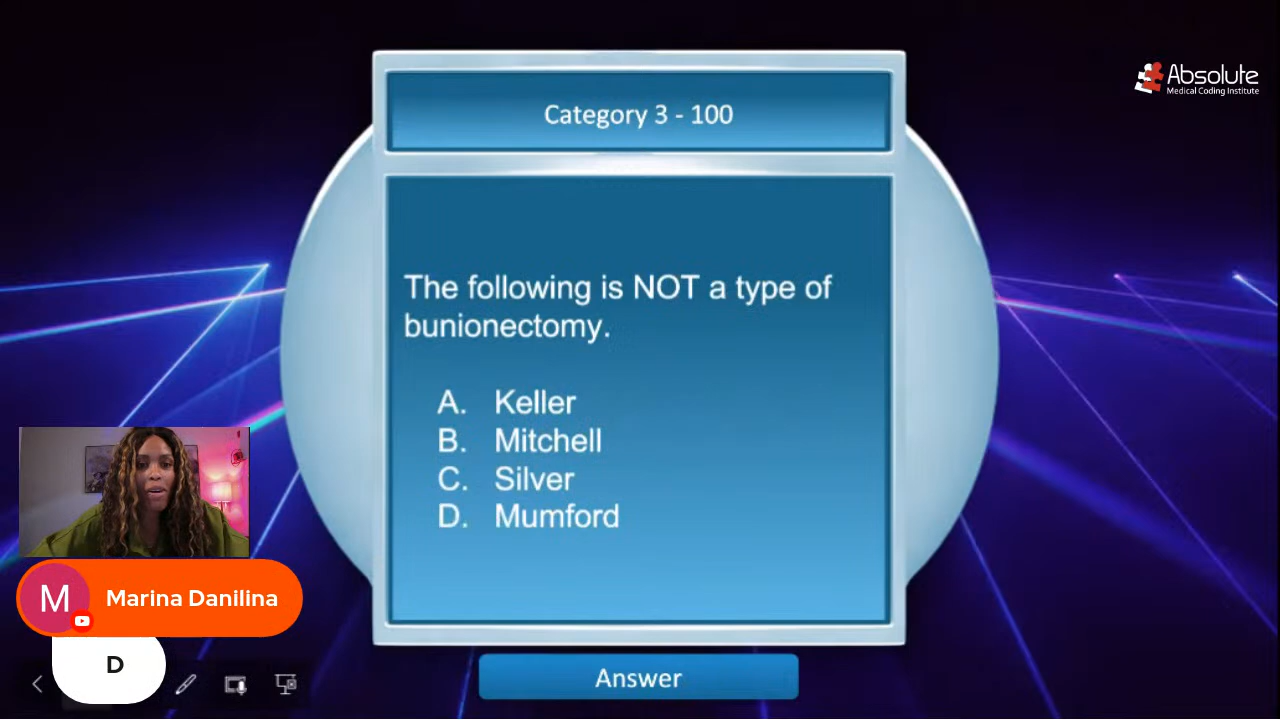 Absolute
Medical Coding Institute
Category 3 - 100
The following is NOT a type of
bunionectomy.
A. Keller
B. Mitchell
C. Silver
D. Mumford
M Marina Danilina
D
Answer